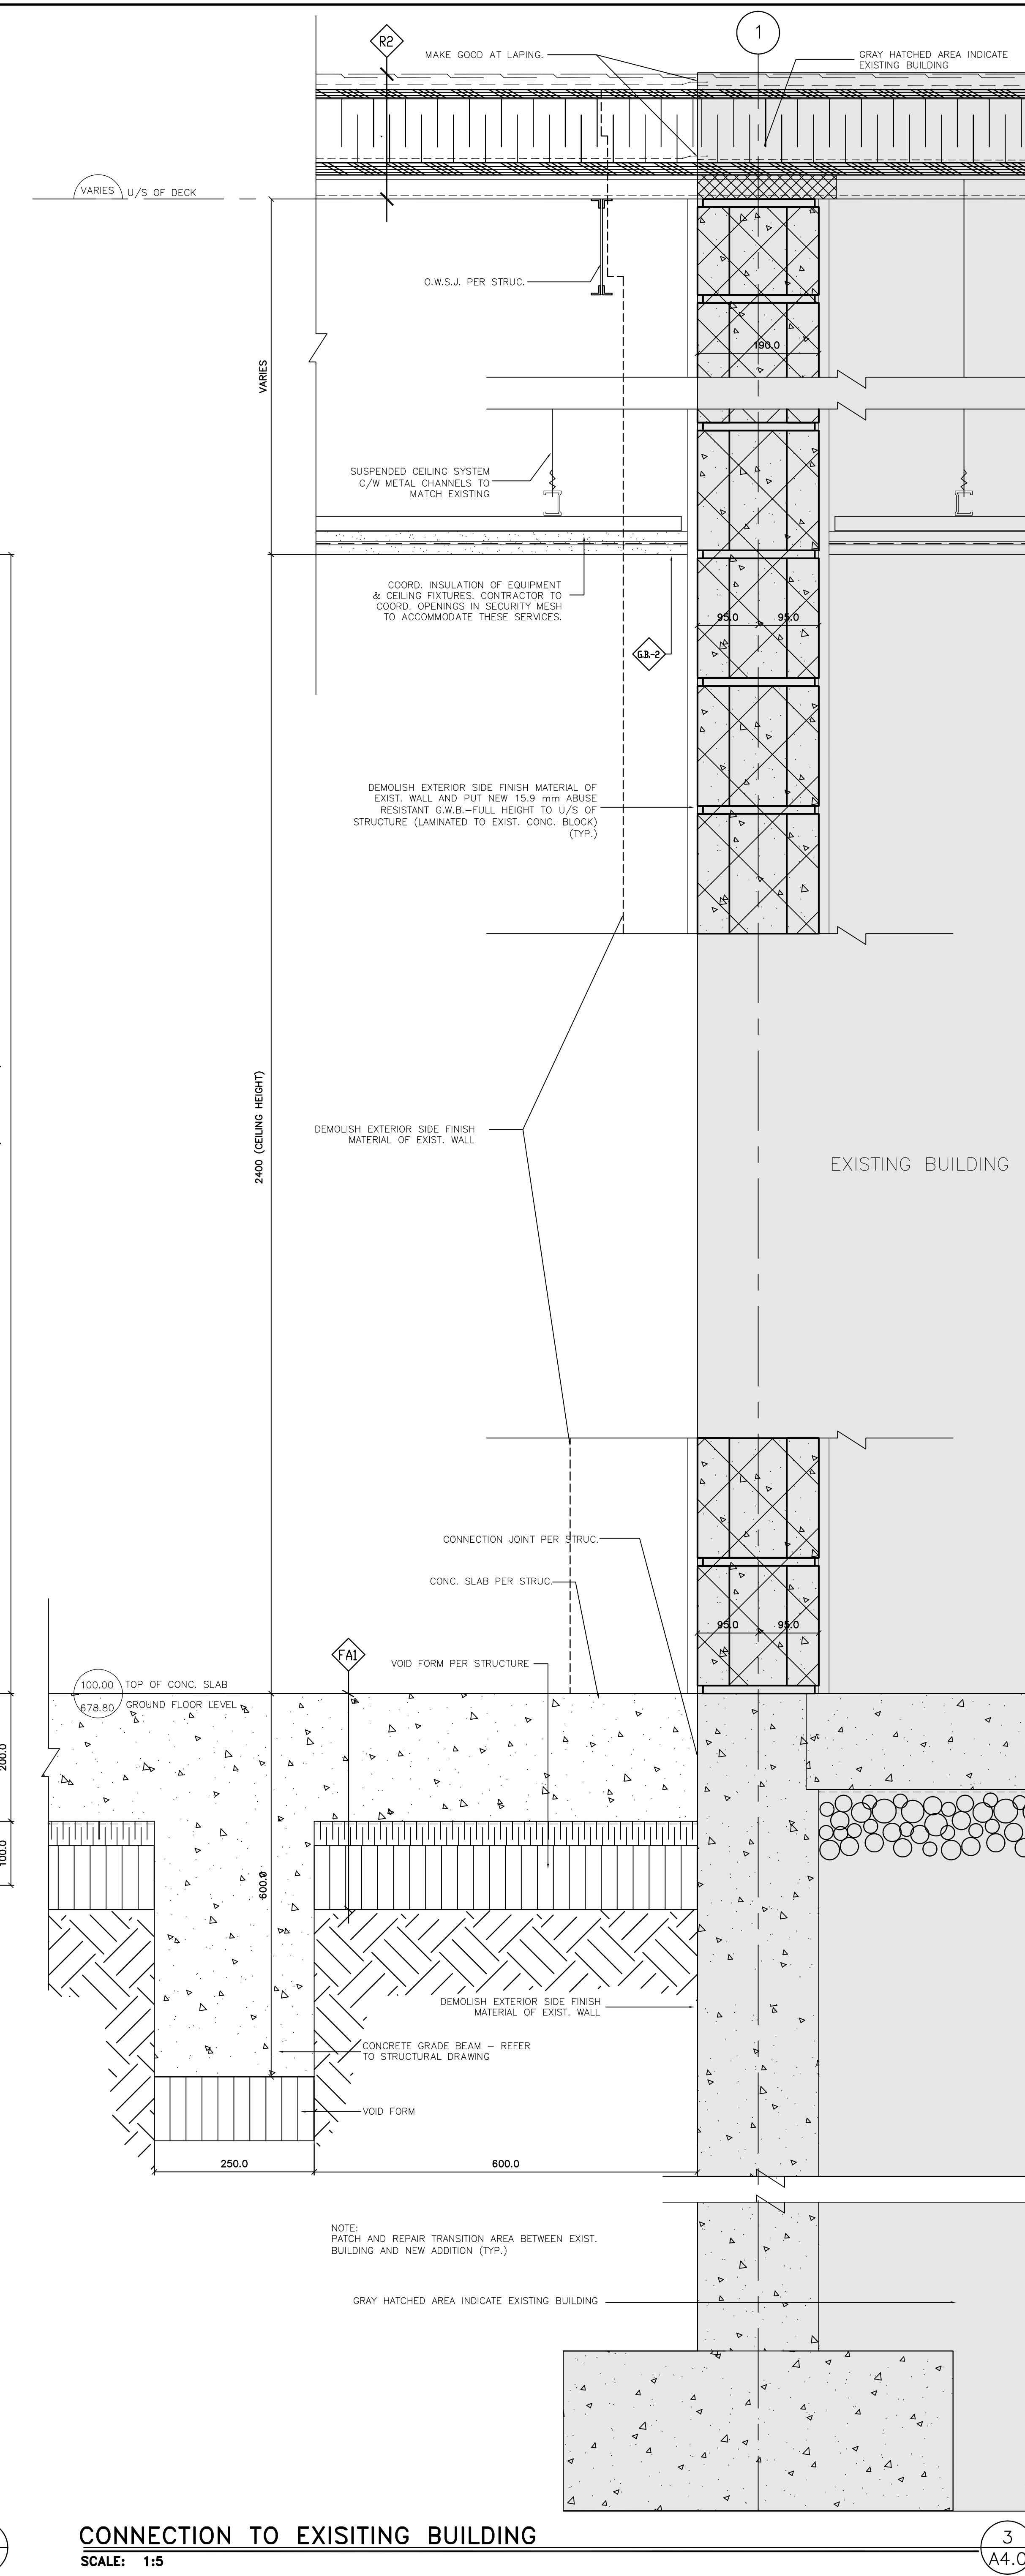 R2
MAKE GOOD AT LAPING.
1
GRAY HATCHED AREA INDICATE
EXISTING BUILDING
VARIES
U/S OF DECK
O.W.S.J. PER STRUC.
190.0
VARIES
SUSPENDED CEILING SYSTEM
C/W METAL CHANNELS TO
MATCH EXISTING
COORD. INSULATION OF EQUIPMENT
& CEILING FIXTURES. CONTRACTOR TO
COORD. OPENINGS IN SECURITY MESH
TO ACCOMMODATE THESE SERVICES.
95.0 95.0
G.B.-2
DEMOLISH EXTERIOR SIDE FINISH MATERIAL OF
EXIST. WALL AND PUT NEW 15.9 mm ABUSE
RESISTANT G.W.B.-FULL HEIGHT TO U/S OF
STRUCTURE (LAMINATED TO EXIST. CONC. BLOCK)
(TYP.)
2400 (CEILING HEIGHT)
DEMOLISH EXTERIOR SIDE FINISH
MATERIAL OF EXIST. WALL
EXISTING BUILDING
CONNECTION JOINT PER STRUC.
CONC. SLAB PER STRUC.
95.0 95.0
FA1
VOID FORM PER STRUCTURE
100.00 TOP OF CONC. SLAB
678.80 GROUND FLOOR LEVEL
200.0
100.0
600.0
DEMOLISH EXTERIOR SIDE FINISH
MATERIAL OF EXIST. WALL
CONCRETE GRADE BEAM - REFER
TO STRUCTURAL DRAWING
VOID FORM
250.0
600.0
NOTE:
PATCH AND REPAIR TRANSITION AREA BETWEEN EXIST.
BUILDING AND NEW ADDITION (TYP.)
GRAY HATCHED AREA INDICATE EXISTING BUILDING
CONNECTION TO EXISITING BUILDING
SCALE: 1:5
3
A4.0